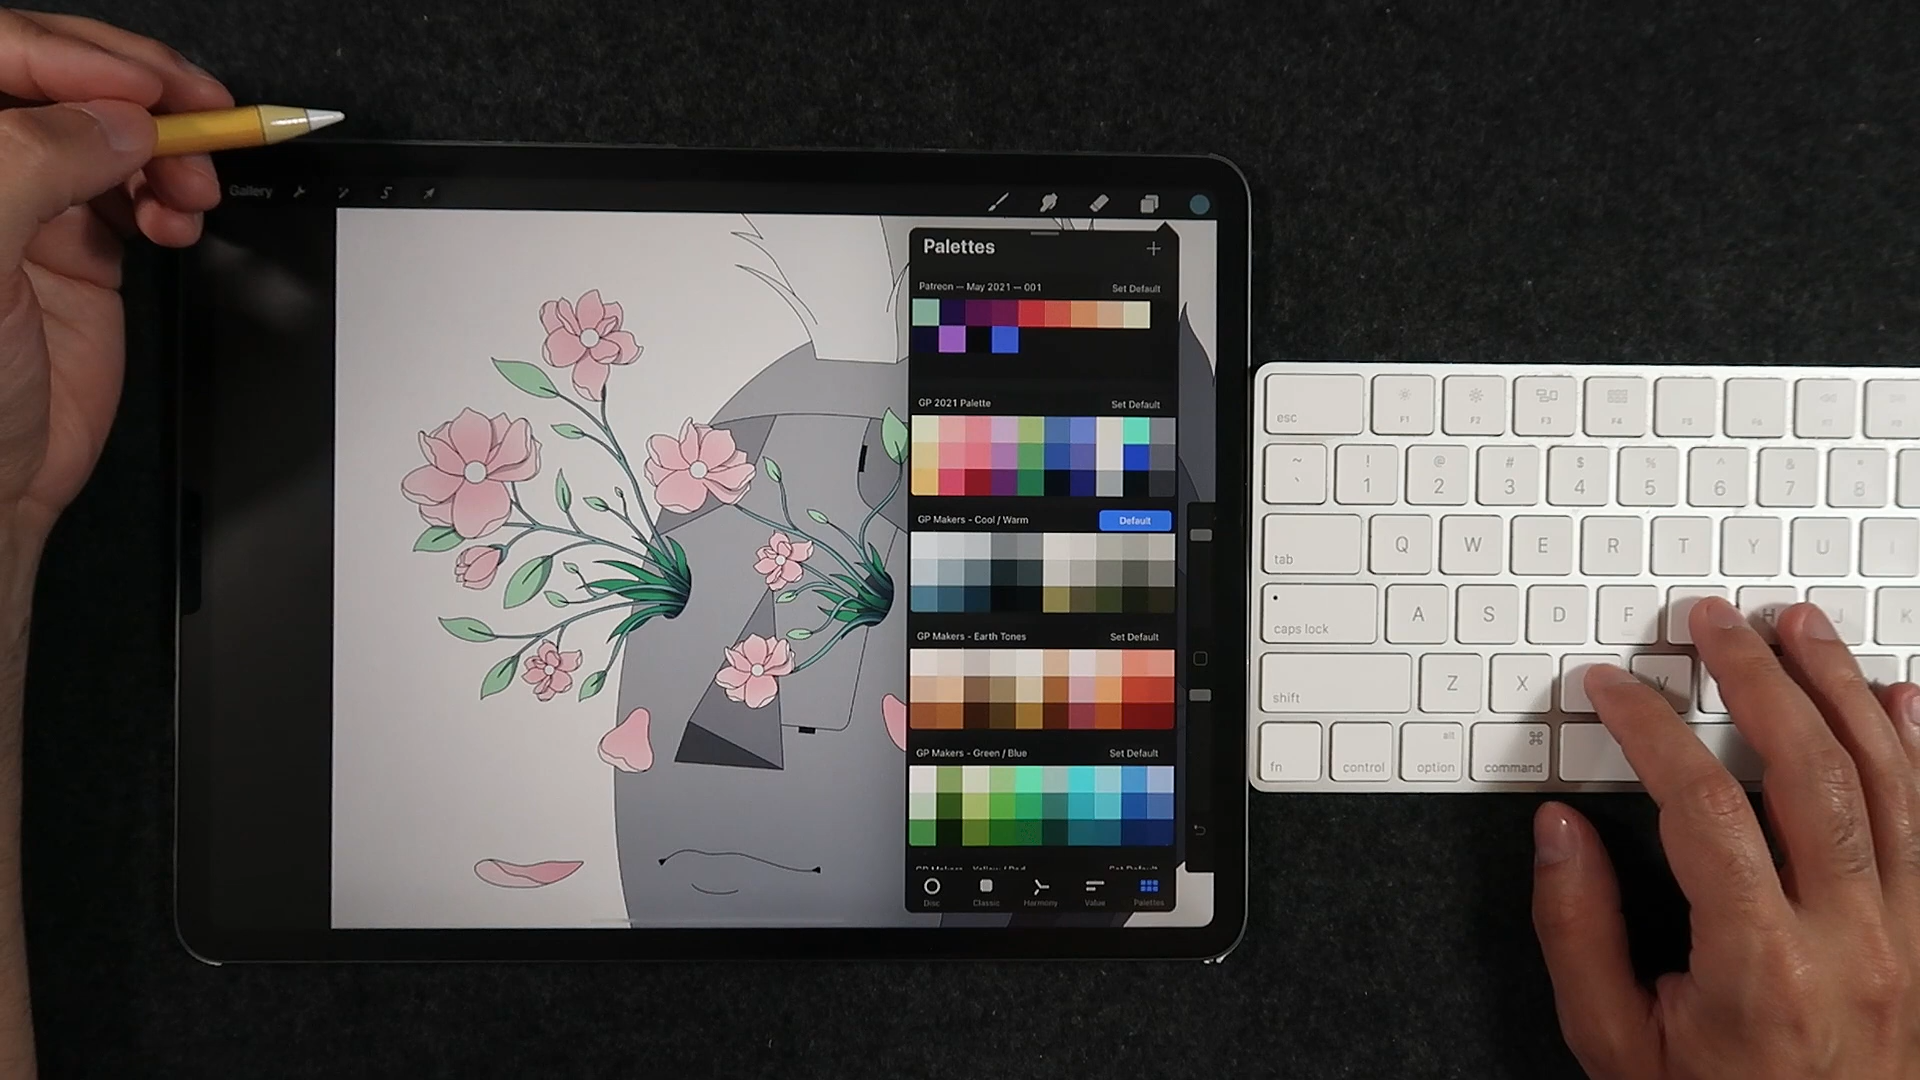 Gallery
Palettes
Patreon — May 2021 — 001 Set Default
GP 2021 Palette Set Default
GP Makers - Cool / Warm Default
GP Makers - Earth Tones Set Default
GP Makers - Green / Blue Set Default
Disc Classic Harmony Value Palettes
esc F1 F2 F3 F4
~ ! @ # $ % ^ &
` 1 2 3 4 5 6 7 8
tab Q W E R T Y U I
caps lock A S D F H J K
shift Z X V
alt
fn control option command